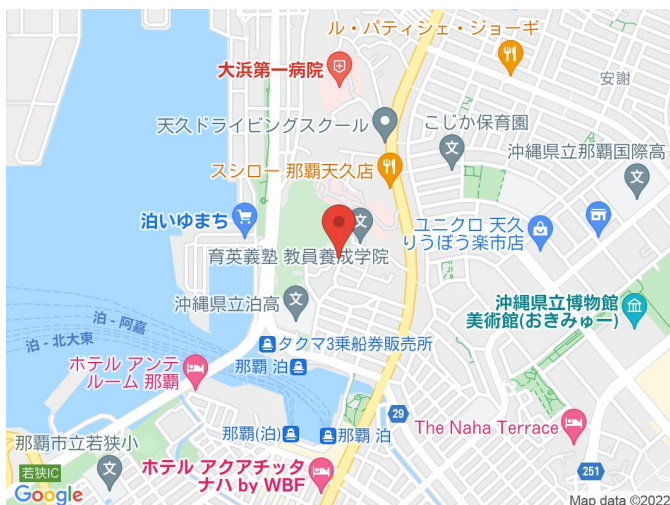 ル・パティシェ・ジョーギ
大浜第一病院
安謝
天久ドライビングスクール
こじか保育園
沖縄県立那覇国際高
スシロー 那覇天久店
泊いゆまち
ユニクロ 天久
りうぼう楽市店
育英義塾 教員養成学院
沖縄県立泊高
沖縄県立博物館
美術館(おきみゅー)
泊 - 阿嘉
泊 - 北大東
タクマ3乗船券販売所
ホテル アンテ
ルーム 那覇
那覇 泊
29
The Naha Terrace
那覇(泊)
那覇 泊
那覇市立若狭小
ホテル アクアチッタ
ナハ by WBF
若狭IC
251
Google
Map data ©2022